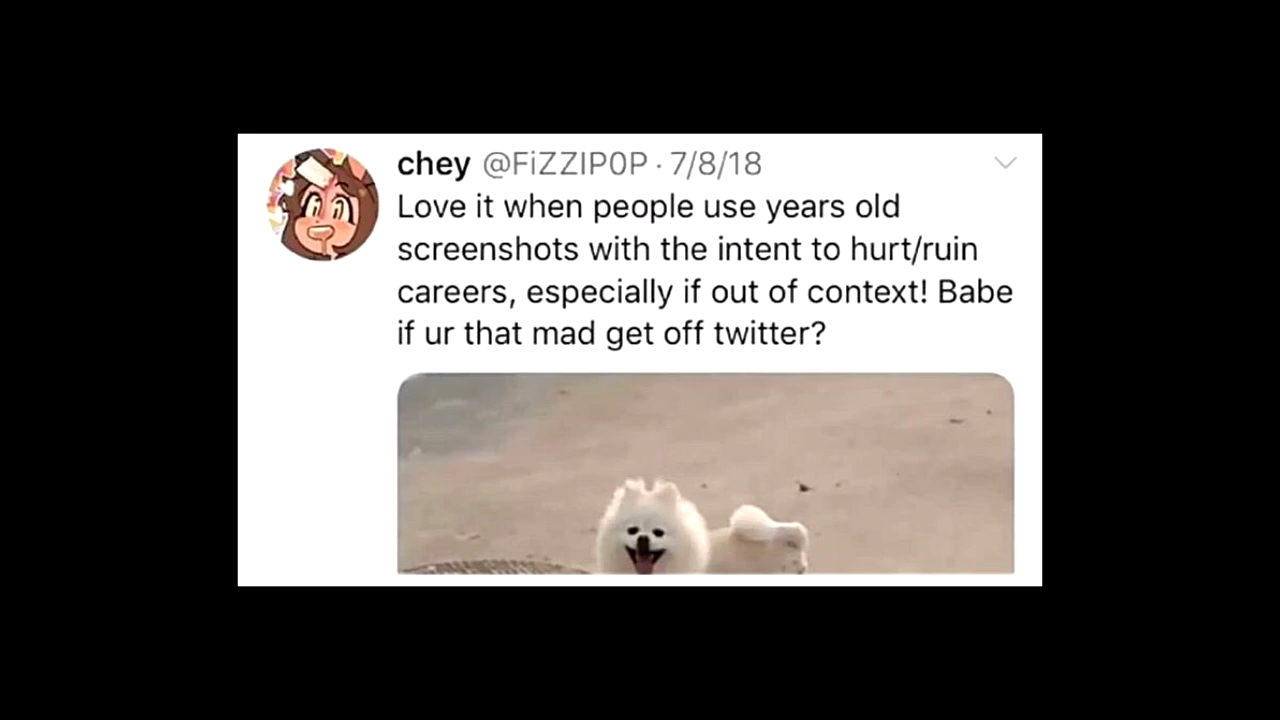 chey @FiZZIP0P · 7/8/18
Love it when people use years old
screenshots with the intent to hurt/ruin
careers, especially if out of context! Babe
if ur that mad get off twitter?